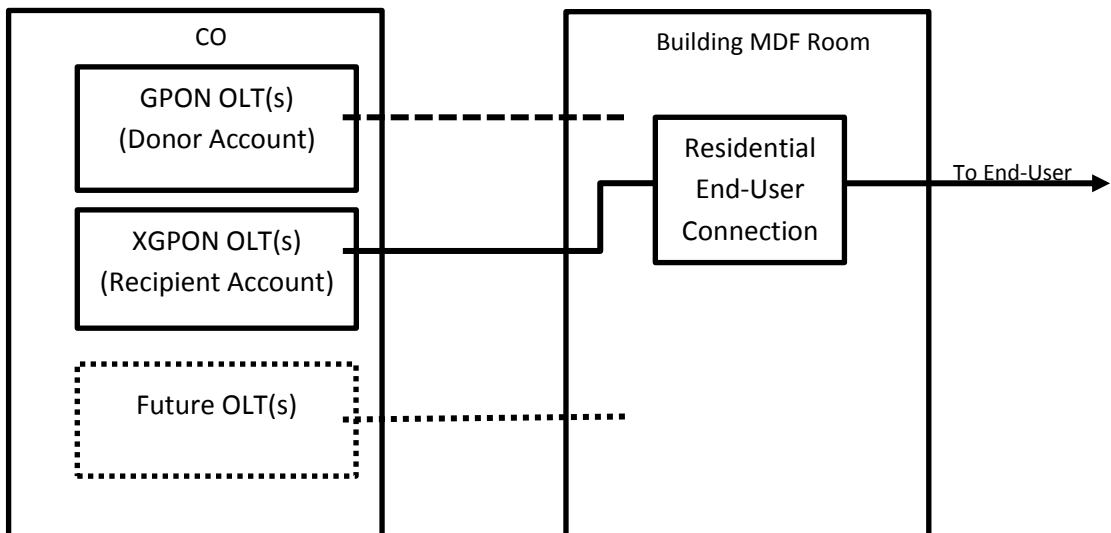 CO
GPON OLT(s)
(Donor Account)
XGPON OLT(s)
(Recipient Account)
Future OLT(s)
Building MDF Room
Residential
End-User
Connection
To End-User